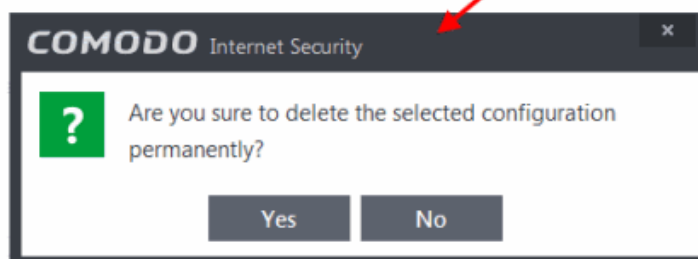 COMODO Internet Security
Are you sure to delete the selected configuration
permanently?
Yes No